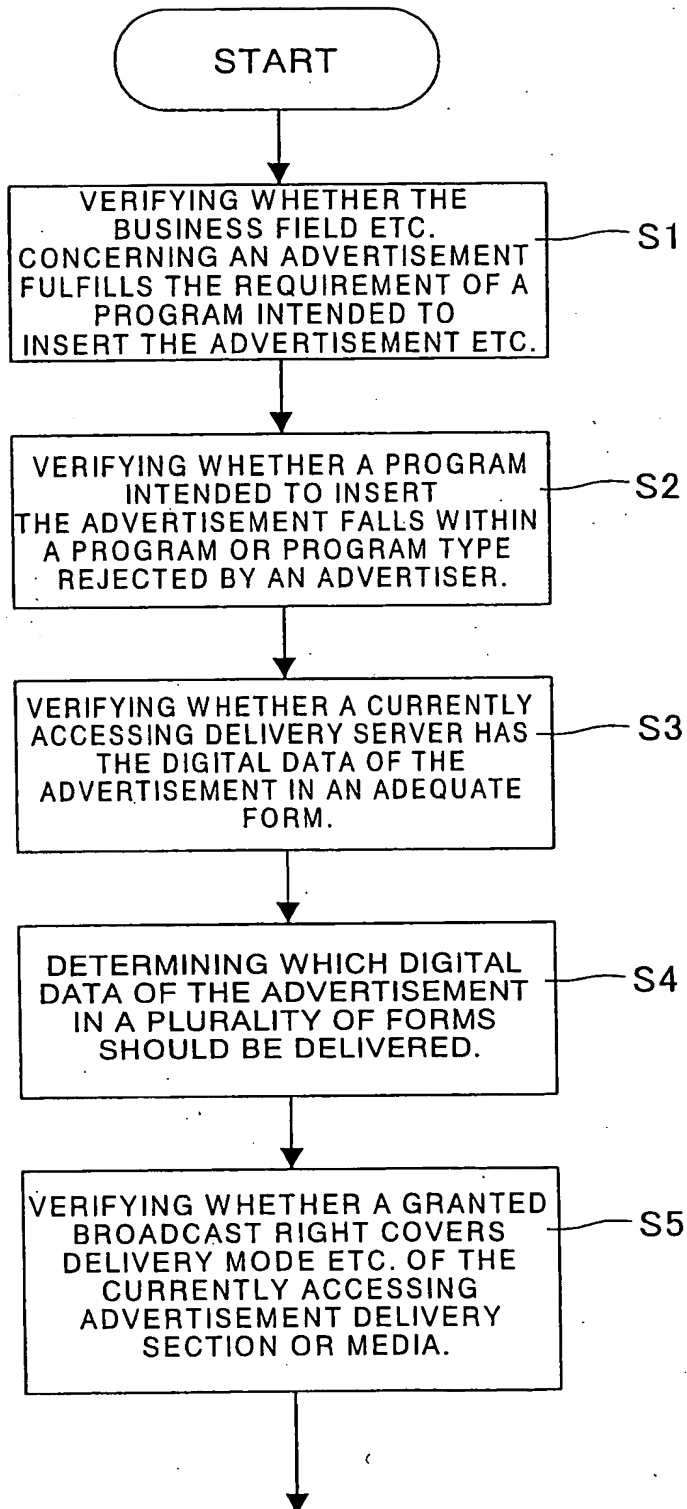 START
VERIFYING WHETHER THE
BUSINESS FIELD ETC.
CONCERNING AN ADVERTISEMENT
FULFILLS THE REQUIREMENT OF A
PROGRAM INTENDED TO
INSERT THE ADVERTISEMENT ETC.
S1
VERIFYING WHETHER A PROGRAM
INTENDED TO INSERT
THE ADVERTISEMENT FALLS WITHIN
A PROGRAM OR PROGRAM TYPE
REJECTED BY AN ADVERTISER.
S2
VERIFYING WHETHER A CURRENTLY
ACCESSING DELIVERY SERVER HAS
THE DIGITAL DATA OF THE
ADVERTISEMENT IN AN ADEQUATE
FORM.
S3
DETERMINING WHICH DIGITAL
DATA OF THE ADVERTISEMENT
IN A PLURALITY OF FORMS
SHOULD BE DELIVERED.
S4
VERIFYING WHETHER A GRANTED
BROADCAST RIGHT COVERS
DELIVERY MODE ETC. OF THE
CURRENTLY ACCESSING
ADVERTISEMENT DELIVERY
SECTION OR MEDIA.
S5